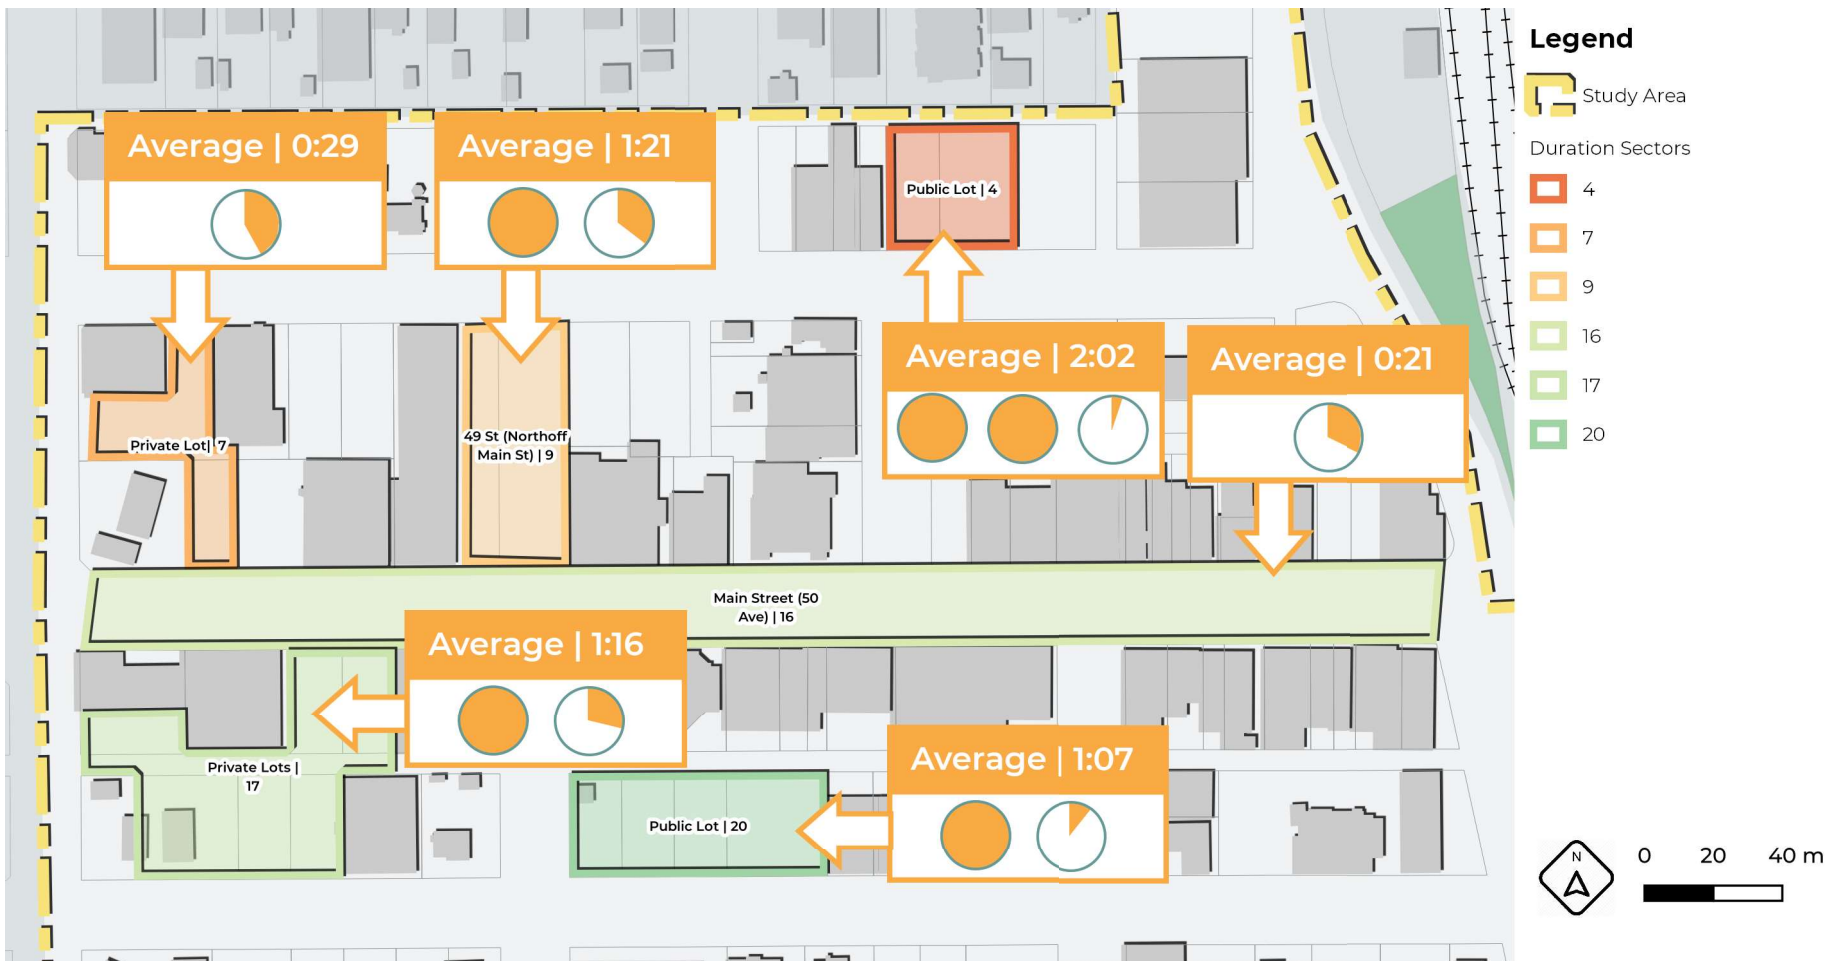 Average | 0:29
Average | 1:21
Public Lot | 4
Average | 2:02
Average | 0:21
Private Lot| 7
49 St (Northoff
Main St) | 9
Main Street (50
Ave) | 16
Average | 1:16
Private Lots |
17
Average | 1:07
Public Lot | 20
Legend
Study Area
Duration Sectors
4
7
9
16
17
20
N
0 20 40 m